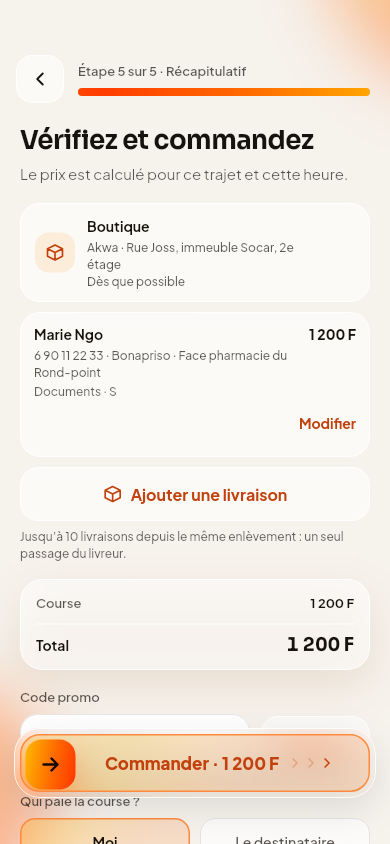 Étape 5 sur 5 · Récapitulatif
Vérifiez et commandez
Le prix est calculé pour ce trajet et cette heure.
Boutique
Akwa · Rue Joss, immeuble Socar, 2e
étage
Dès que possible
Marie Ngo
1 200 F
6 90 11 22 33 · Bonapriso · Face pharmacie du
Rond-point
Documents · S
Modifier
Ajouter une livraison
Jusqu'à 10 livraisons depuis le même enlèvement : un seul
passage du livreur.
Course
1 200 F
Total
1 200 F
Code promo
Commander · 1 200 F
Qui paie la course ?
Moi
Le destinataire